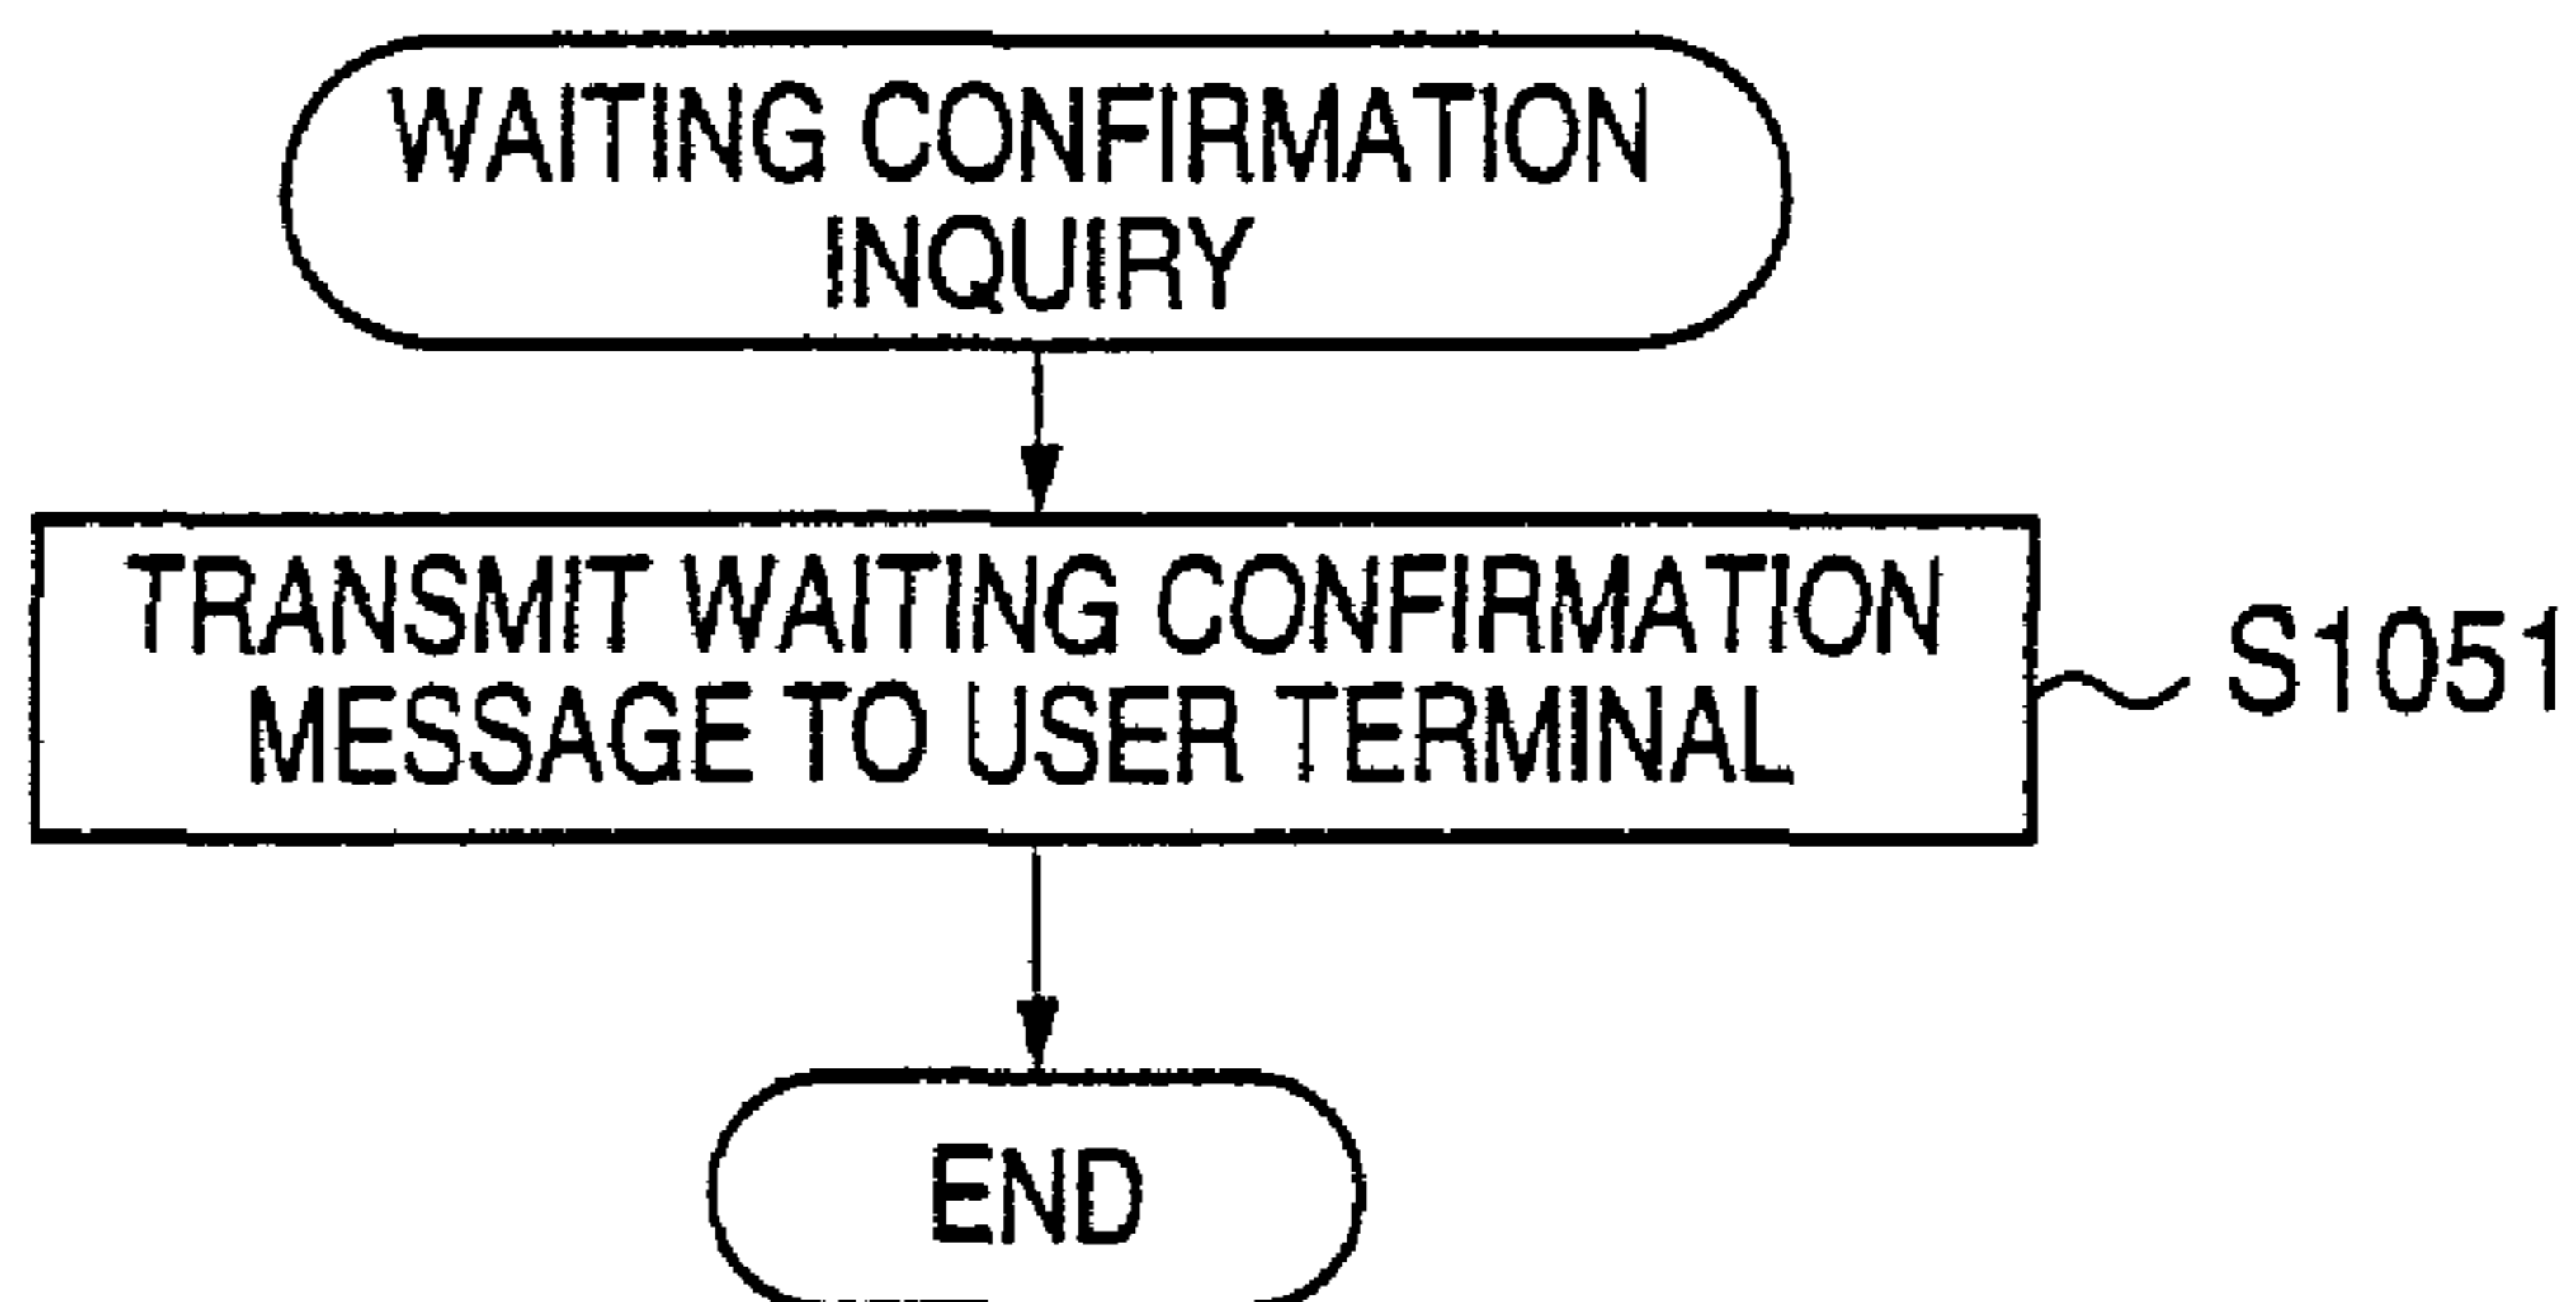 WAITING CONFIRMATION
INQUIRY
TRANSMIT WAITING CONFIRMATION
MESSAGE TO USER TERMINAL
S1051
END